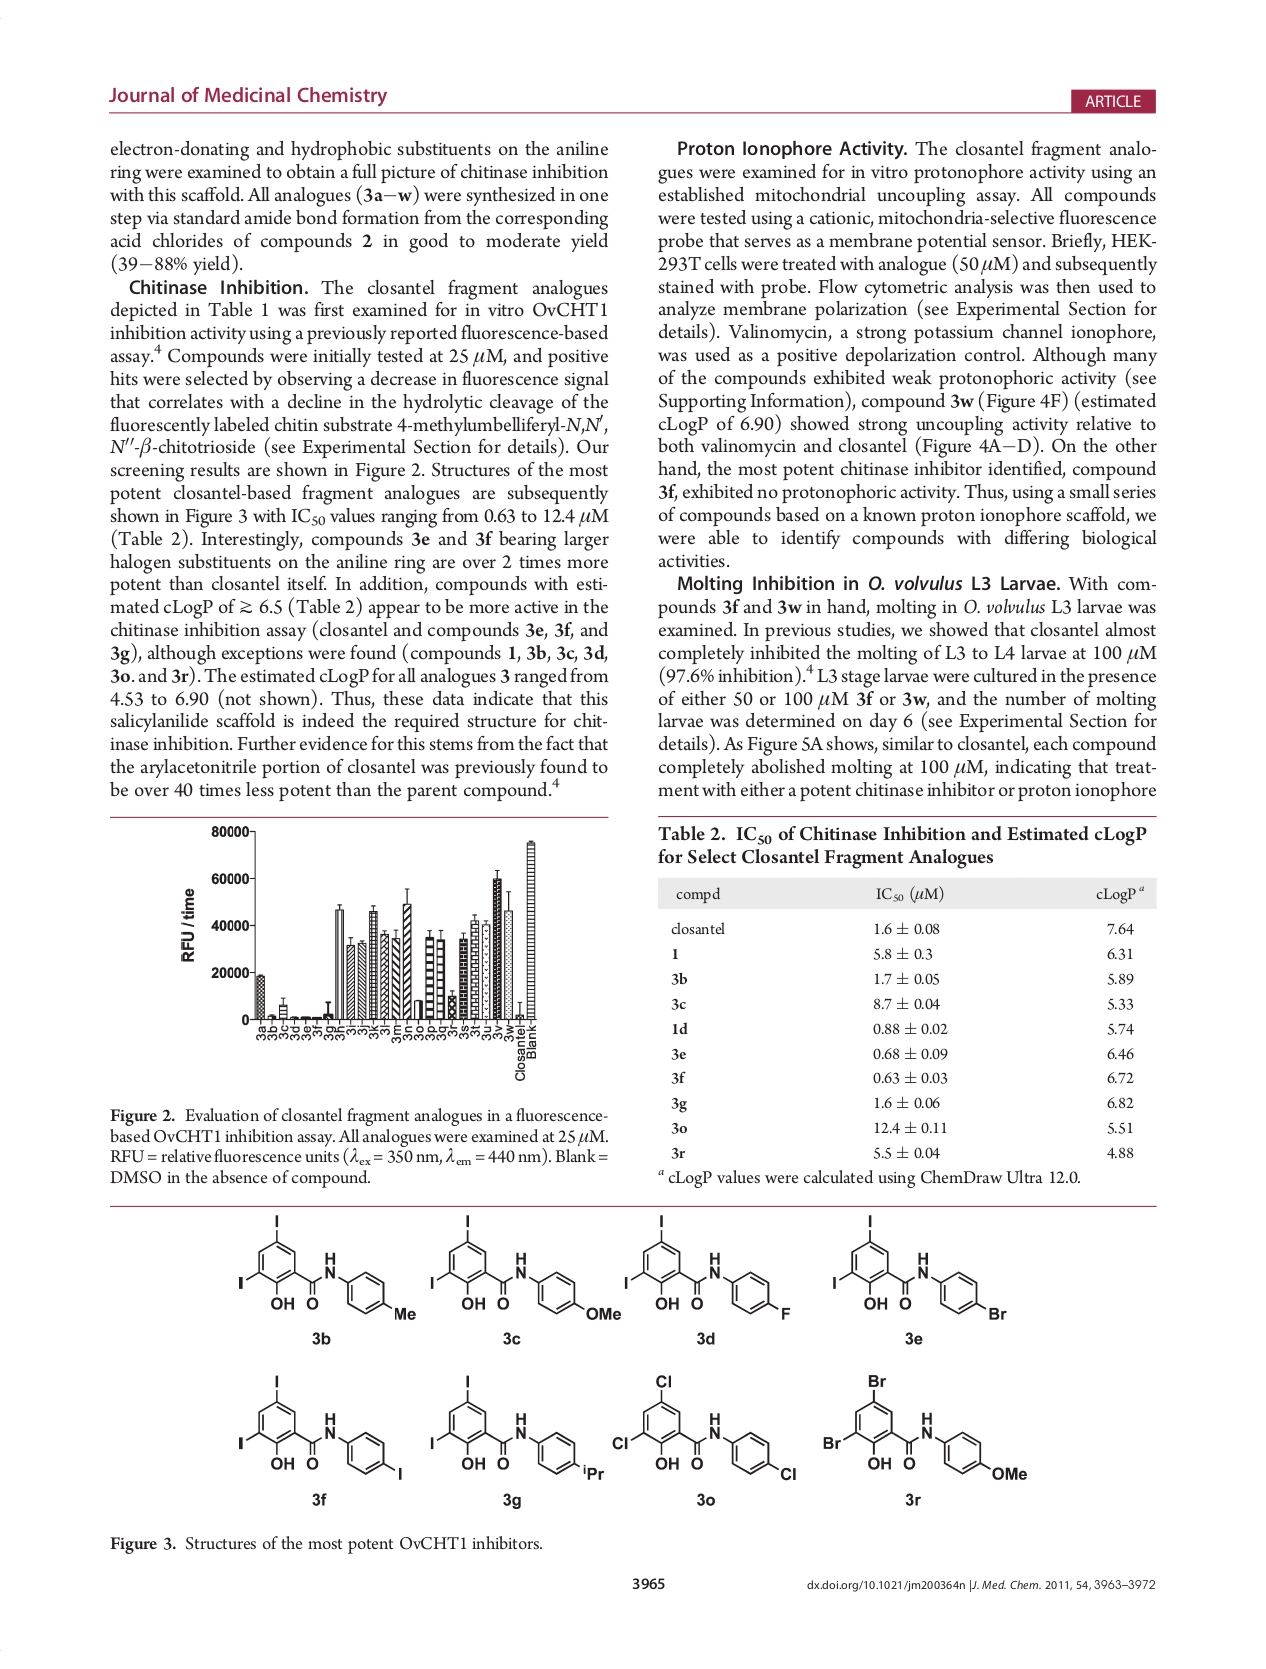 Journal of Medicinal Chemistry
ARTICLE
electron-donating and hydrophobic substituents on the aniline
ring were examined to obtain a full picture of chitinase inhibition
with this scaffold. All analogues (3a−w) were synthesized in one
step via standard amide bond formation from the corresponding
acid chlorides of compounds 2 in good to moderate yield
(39−88% yield).
Chitinase Inhibition. The closantel fragment analogues
depicted in Table 1 was first examined for in vitro OvCHT1
inhibition activity using a previously reported fluorescence-based
assay.⁴ Compounds were initially tested at 25 μM, and positive
hits were selected by observing a decrease in fluorescence signal
that correlates with a decline in the hydrolytic cleavage of the
fluorescently labeled chitin substrate 4-methylumbelliferyl-N,N′,
N′′-β-chitotrioside (see Experimental Section for details). Our
screening results are shown in Figure 2. Structures of the most
potent closantel-based fragment analogues are subsequently
shown in Figure 3 with IC₅₀ values ranging from 0.63 to 12.4 μM
(Table 2). Interestingly, compounds 3e and 3f bearing larger
halogen substituents on the aniline ring are over 2 times more
potent than closantel itself. In addition, compounds with esti-
mated cLogP of ≳ 6.5 (Table 2) appear to be more active in the
chitinase inhibition assay (closantel and compounds 3e, 3f, and
3g), although exceptions were found (compounds 1, 3b, 3c, 3d,
3o. and 3r). The estimated cLogP for all analogues 3 ranged from
4.53 to 6.90 (not shown). Thus, these data indicate that this
salicylanilide scaffold is indeed the required structure for chit-
inase inhibition. Further evidence for this stems from the fact that
the arylacetonitrile portion of closantel was previously found to
be over 40 times less potent than the parent compound.⁴
80000
60000
40000
20000
0
RFU / time
3a 3b 3c 3d 3e 3f 3g 3h 3i 3j 3k 3l 3m 3n 3o 3p 3q 3r 3s 3t 3u 3v 3w Closantel Blank
Figure 2. Evaluation of closantel fragment analogues in a fluorescence-
based OvCHT1 inhibition assay. All analogues were examined at 25 μM.
RFU = relative fluorescence units (λex = 350 nm, λem = 440 nm). Blank =
DMSO in the absence of compound.
Proton Ionophore Activity. The closantel fragment analo-
gues were examined for in vitro protonophore activity using an
established mitochondrial uncoupling assay. All compounds
were tested using a cationic, mitochondria-selective fluorescence
probe that serves as a membrane potential sensor. Briefly, HEK-
293T cells were treated with analogue (50 μM) and subsequently
stained with probe. Flow cytometric analysis was then used to
analyze membrane polarization (see Experimental Section for
details). Valinomycin, a strong potassium channel ionophore,
was used as a positive depolarization control. Although many
of the compounds exhibited weak protonophoric activity (see
Supporting Information), compound 3w (Figure 4F) (estimated
cLogP of 6.90) showed strong uncoupling activity relative to
both valinomycin and closantel (Figure 4A−D). On the other
hand, the most potent chitinase inhibitor identified, compound
3f, exhibited no protonophoric activity. Thus, using a small series
of compounds based on a known proton ionophore scaffold, we
were able to identify compounds with differing biological
activities.
Molting Inhibition in O. volvulus L3 Larvae. With com-
pounds 3f and 3w in hand, molting in O. volvulus L3 larvae was
examined. In previous studies, we showed that closantel almost
completely inhibited the molting of L3 to L4 larvae at 100 μM
(97.6% inhibition).⁴ L3 stage larvae were cultured in the presence
of either 50 or 100 μM 3f or 3w, and the number of molting
larvae was determined on day 6 (see Experimental Section for
details). As Figure 5A shows, similar to closantel, each compound
completely abolished molting at 100 μM, indicating that treat-
ment with either a potent chitinase inhibitor or proton ionophore
Table 2. IC₅₀ of Chitinase Inhibition and Estimated cLogP
for Select Closantel Fragment Analogues
compd IC₅₀ (μM) cLogPᵃ
closantel 1.6 ± 0.08 7.64
1 5.8 ± 0.3 6.31
3b 1.7 ± 0.05 5.89
3c 8.7 ± 0.04 5.33
1d 0.88 ± 0.02 5.74
3e 0.68 ± 0.09 6.46
3f 0.63 ± 0.03 6.72
3g 1.6 ± 0.06 6.82
3o 12.4 ± 0.11 5.51
3r 5.5 ± 0.04 4.88
ᵃ cLogP values were calculated using ChemDraw Ultra 12.0.
I I OH O H N Me
3b
I I OH O H N OMe
3c
I I OH O H N F
3d
I I OH O H N Br
3e
I I OH O H N I
3f
I I OH O H N iPr
3g
Cl Cl OH O H N Cl
3o
Br Br OH O H N OMe
3r
Figure 3. Structures of the most potent OvCHT1 inhibitors.
3965
dx.doi.org/10.1021/jm200364n |J. Med. Chem. 2011, 54, 3963–3972